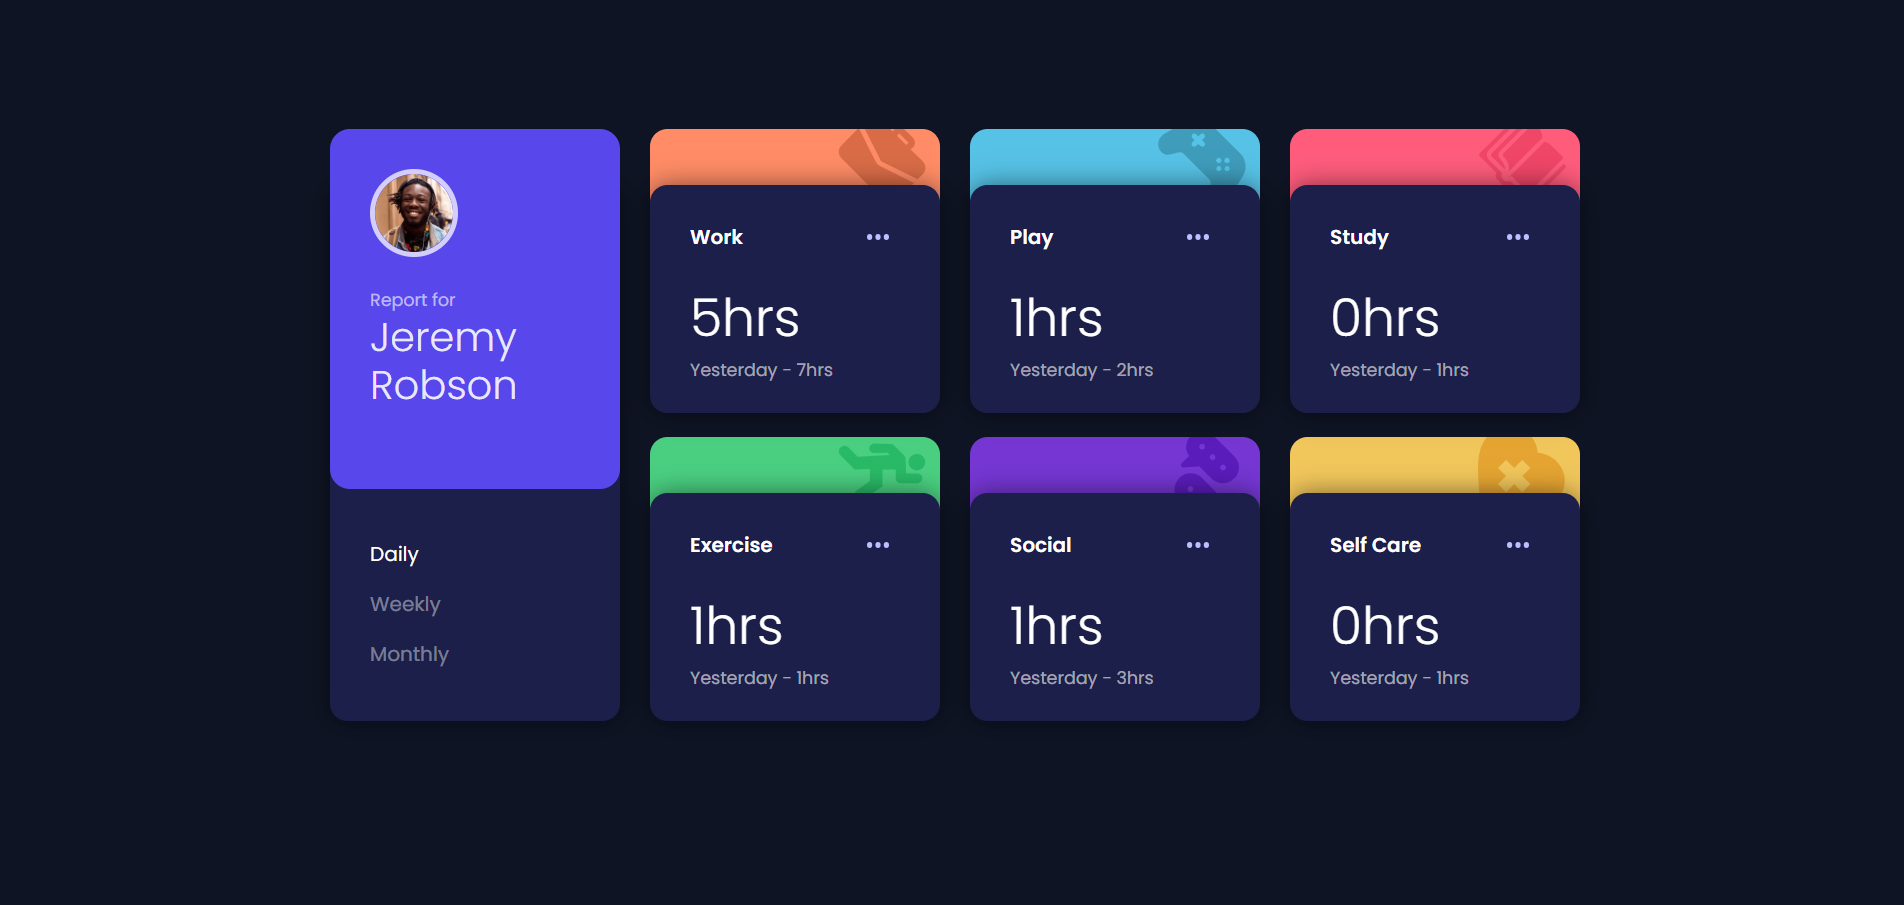 Report for
Jeremy
Robson
Daily
Weekly
Monthly
Work
5hrs
Yesterday - 7hrs
Play
1hrs
Yesterday - 2hrs
Study
0hrs
Yesterday - 1hrs
Exercise
1hrs
Yesterday - 1hrs
Social
1hrs
Yesterday - 3hrs
Self Care
0hrs
Yesterday - 1hrs